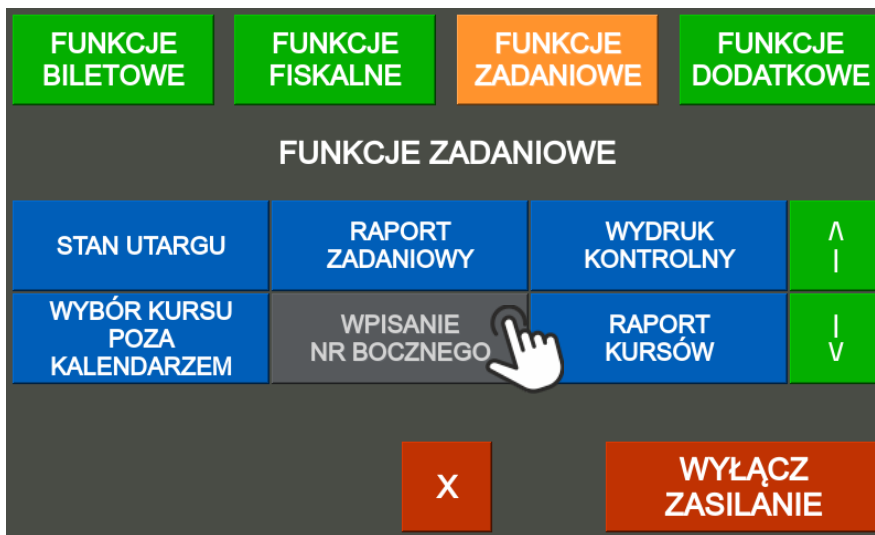 FUNKCJE
BILETOWE
FUNKCJE
FISKALNE
FUNKCJE
ZADANIOWE
FUNKCJE
DODATKOWE
FUNKCJE ZADANIOWE
STAN UTARGU
RAPORT
ZADANIOWY
WYDRUK
KONTROLNY
WYBÓR KURSU
POZA
KALENDARZEM
WPISANIE
NR BOCZNEGO
RAPORT
KURSÓW
X
WYŁĄCZ
ZASILANIE